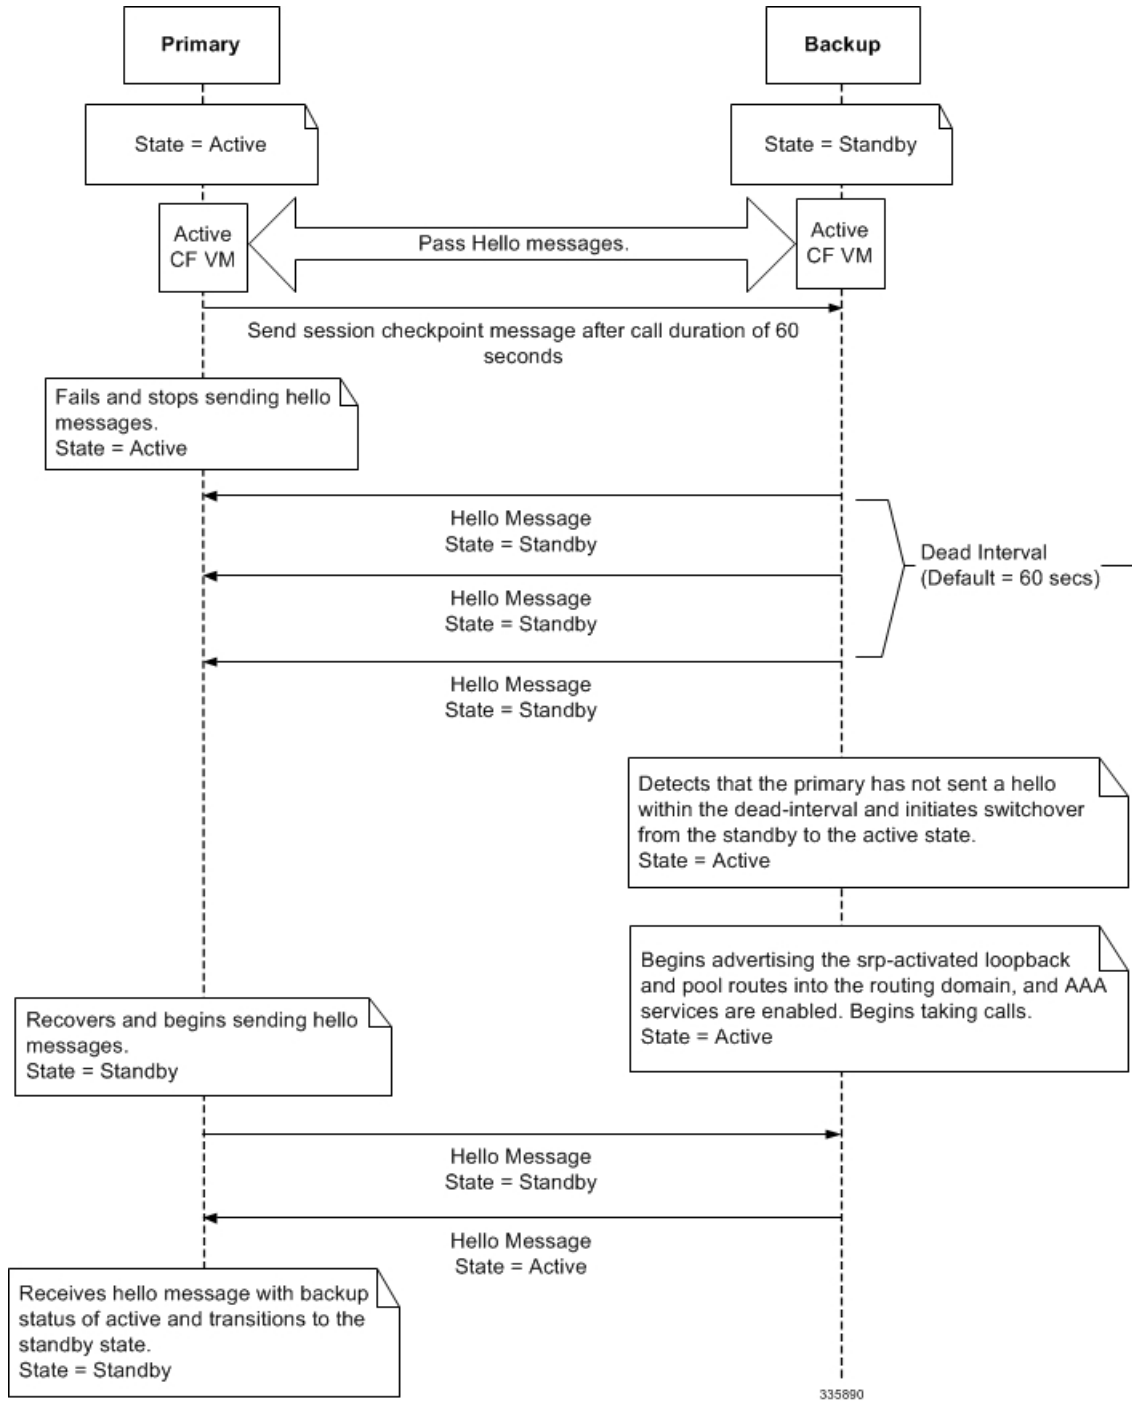 Primary
Backup
State = Active
State = Standby
Active
CF VM
Pass Hello messages.
Active
CF VM
Send session checkpoint message after call duration of 60
seconds
Fails and stops sending hello
messages.
State = Active
Hello Message
State = Standby
Dead Interval
(Default = 60 secs)
Hello Message
State = Standby
Hello Message
State = Standby
Detects that the primary has not sent a hello
within the dead-interval and initiates switchover
from the standby to the active state.
State = Active
Begins advertising the srp-activated loopback
and pool routes into the routing domain, and AAA
services are enabled. Begins taking calls.
State = Active
Recovers and begins sending hello
messages.
State = Standby
Hello Message
State = Standby
Hello Message
State = Active
Receives hello message with backup
status of active and transitions to the
standby state.
State = Standby
335890